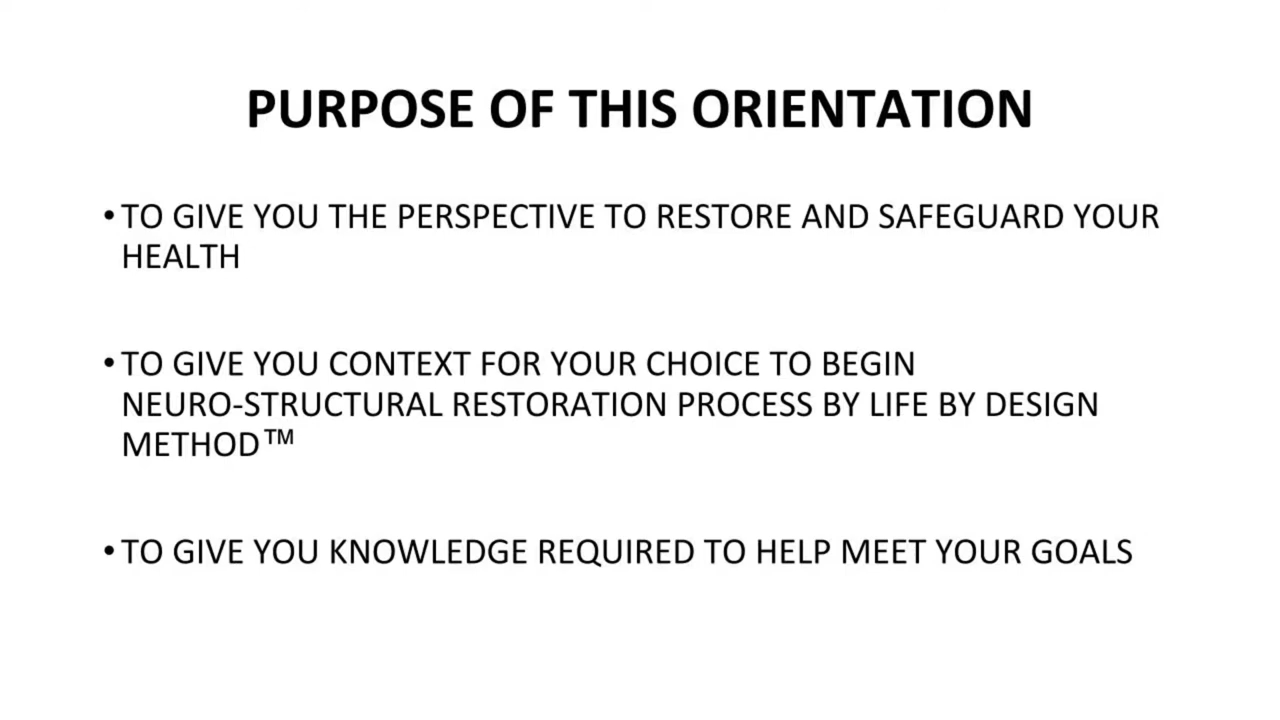 PURPOSE OF THIS ORIENTATION
• TO GIVE YOU THE PERSPECTIVE TO RESTORE AND SAFEGUARD YOUR
HEALTH
• TO GIVE YOU CONTEXT FOR YOUR CHOICE TO BEGIN
NEURO-STRUCTURAL RESTORATION PROCESS BY LIFE BY DESIGN
METHOD™
• TO GIVE YOU KNOWLEDGE REQUIRED TO HELP MEET YOUR GOALS